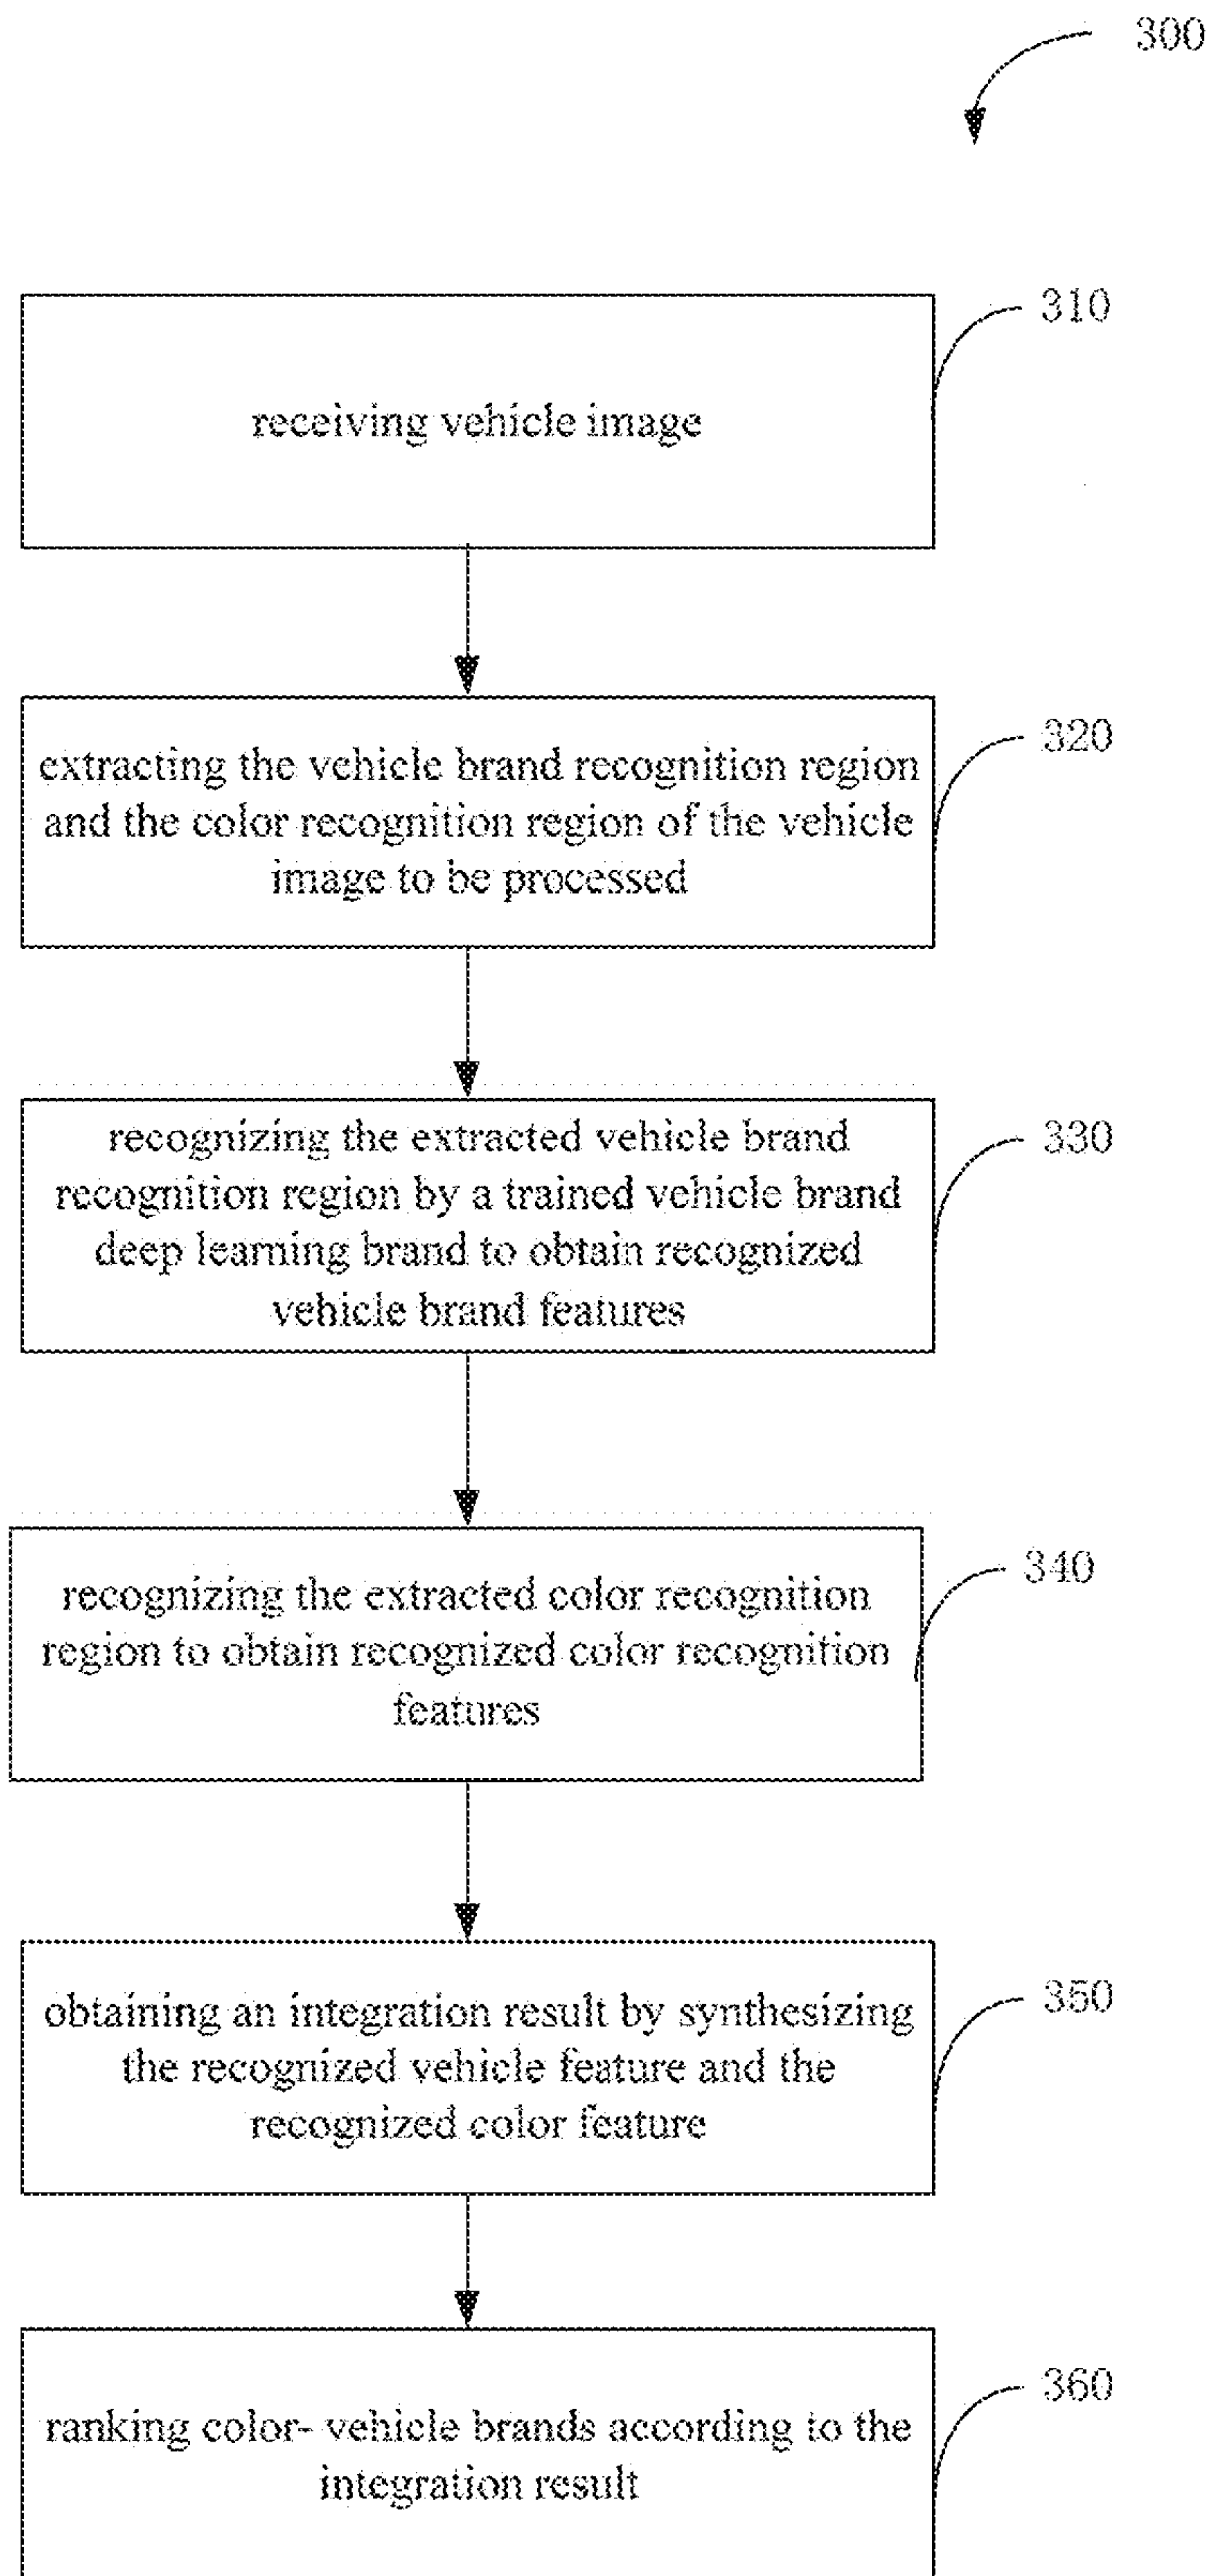 300
310
receiving vehicle image
320
extracting the vehicle brand recognition region
and the color recognition region of the vehicle
image to be processed
330
recognizing the extracted vehicle brand
recognition region by a trained vehicle brand
deep learning brand to obtain recognized
vehicle brand features
340
recognizing the extracted color recognition
region to obtain recognized color recognition
features
350
obtaining an integration result by synthesizing
the recognized vehicle feature and the
recognized color feature
360
ranking color- vehicle brands according to the
integration result